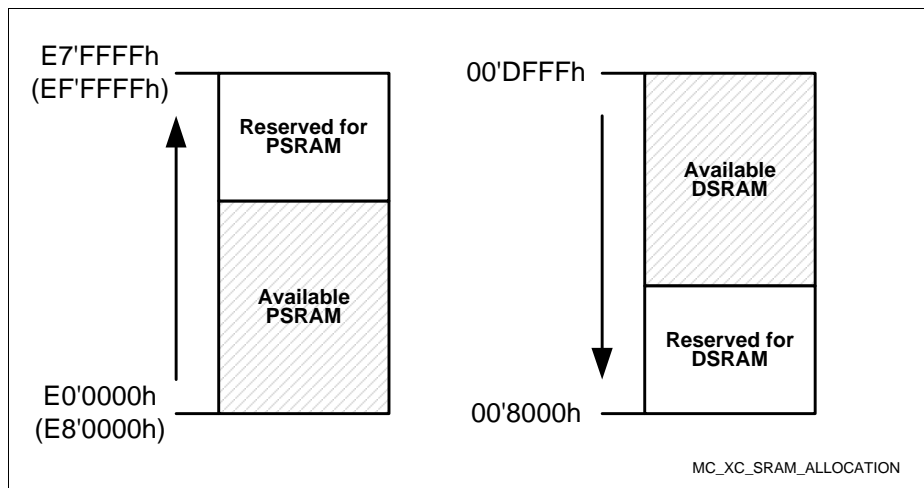 E7'FFFFh
(EF'FFFFh)
Reserved for
PSRAM
Available
PSRAM
E0'0000h
(E8'0000h)
00'DFFFh
Available
DSRAM
Reserved for
DSRAM
00'8000h
MC_XC_SRAM_ALLOCATION